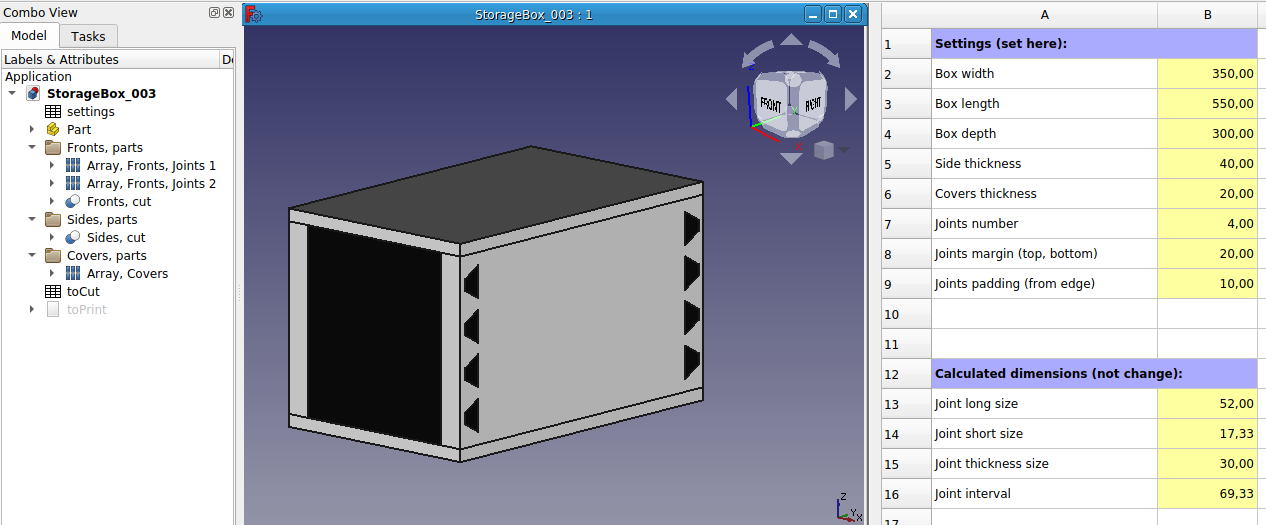 Combo View
Model
Tasks
Labels & Attributes
De
Application
StorageBox_003
settings
Part
Fronts, parts
Array, Fronts, Joints 1
Array, Fronts, Joints 2
Fronts, cut
Sides, parts
Sides, cut
Covers, parts
Array, Covers
toCut
toPrint
StorageBox_003 : 1
FRONT
RIGHT
X
Z
Y
X
A
B
1 Settings (set here):
2 Box width 350,00
3 Box length 550,00
4 Box depth 300,00
5 Side thickness 40,00
6 Covers thickness 20,00
7 Joints number 4,00
8 Joints margin (top, bottom) 20,00
9 Joints padding (from edge) 10,00
10
11
12 Calculated dimensions (not change):
13 Joint long size 52,00
14 Joint short size 17,33
15 Joint thickness size 30,00
16 Joint interval 69,33
17